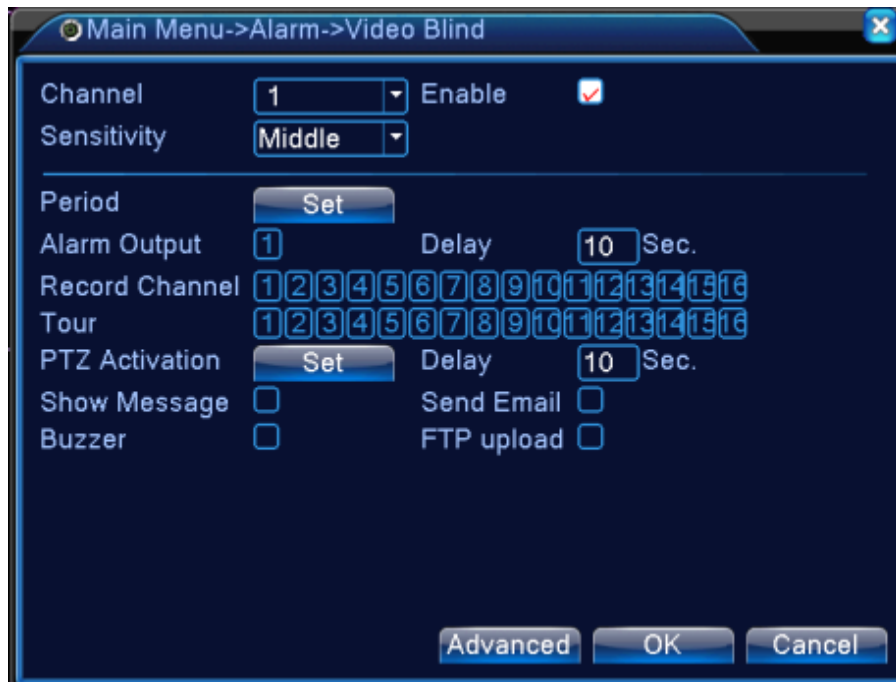 Main Menu->Alarm->Video Blind
Channel 1 Enable
Sensitivity Middle
Period Set
Alarm Output 1 Delay 10 Sec.
Record Channel 1 2 3 4 5 6 7 8 9 10 11 12 13 14 15 16
Tour 1 2 3 4 5 6 7 8 9 10 11 12 13 14 15 16
PTZ Activation Set Delay 10 Sec.
Show Message Send Email
Buzzer FTP upload
Advanced OK Cancel